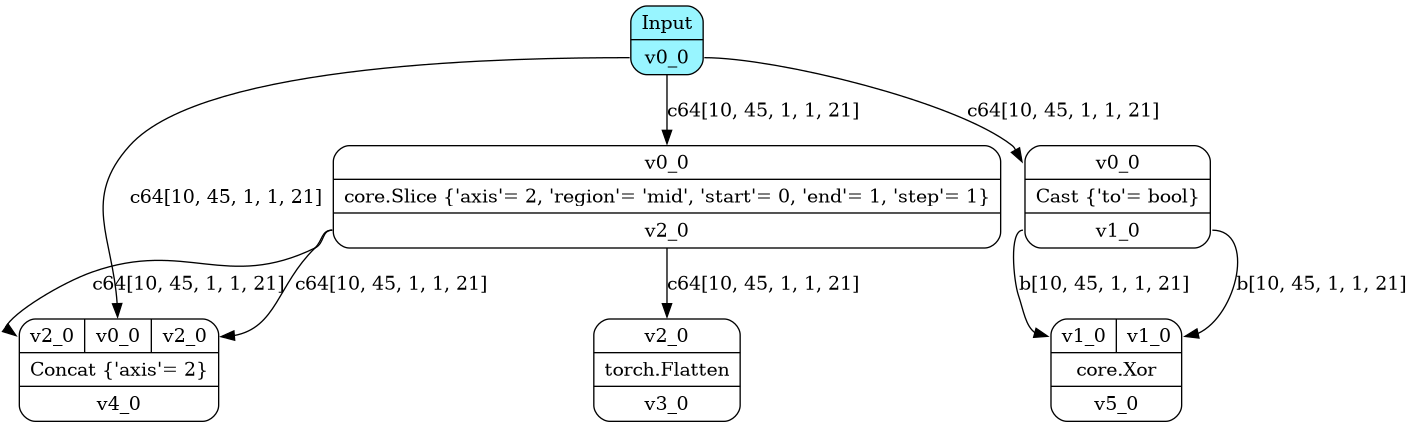 Input
v0_0
c64[10, 45, 1, 1, 21]
c64[10, 45, 1, 1, 21]
c64[10, 45, 1, 1, 21]
v0_0
core.Slice {'axis'= 2, 'region'= 'mid', 'start'= 0, 'end'= 1, 'step'= 1}
v2_0
v0_0
Cast {'to'= bool}
v1_0
c64[10, 45, 1, 1, 21]
c64[10, 45, 1, 1, 21]
c64[10, 45, 1, 1, 21]
b[10, 45, 1, 1, 21]
b[10, 45, 1, 1, 21]
v2_0 v0_0 v2_0
Concat {'axis'= 2}
v4_0
v2_0
torch.Flatten
v3_0
v1_0 v1_0
core.Xor
v5_0